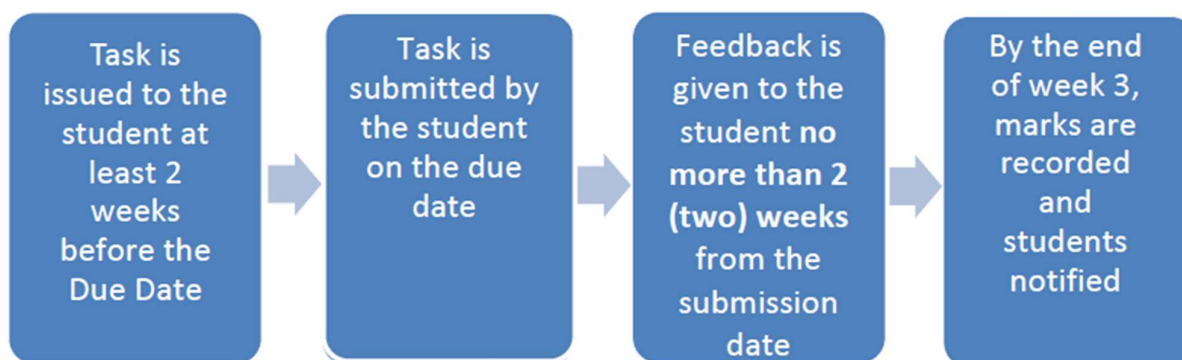 Task is
issued to the
student at
least 2
weeks
before the
Due Date
Task is
submitted by
the student
on the due
date
Feedback is
given to the
student no
more than 2
(two) weeks
from the
submission
date
By the end
of week 3,
marks are
recorded
and
students
notified